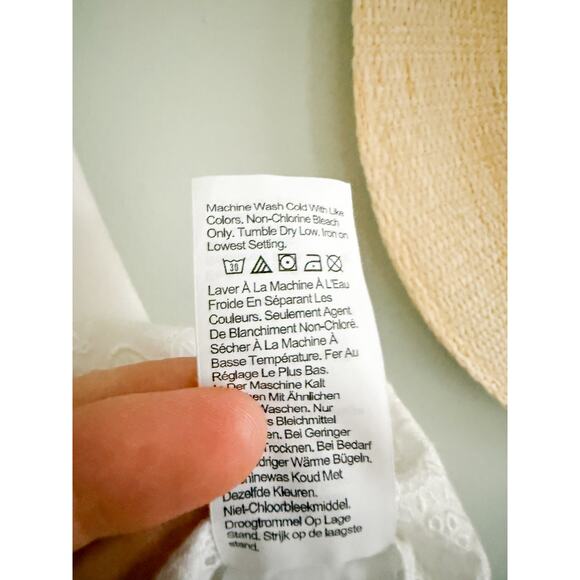 Machine Wash Cold With Like
Colors. Non-Chlorine Bleach
Only. Tumble Dry Low. Iron on
Lowest Setting.
30
Laver À La Machine À L'Eau
Froide En Séparant Les
Couleurs. Seulement Agent
De Blanchiment Non-Chloré.
Sécher À La Machine À
Basse Température. Fer Au
Réglage Le Plus Bas.
Der Maschine Kalt
Mit Ähnlichen
Waschen. Nur
Bleichmittel
Bei Geringer
Trocknen. Bei Bedarf
Wärme Bügeln.
Koud Met
Dezelfde Kleuren.
Niet-Chloorbleekmiddel.
Droogtrommel Op Lage
Stand. Strijk op de laagste
stand.